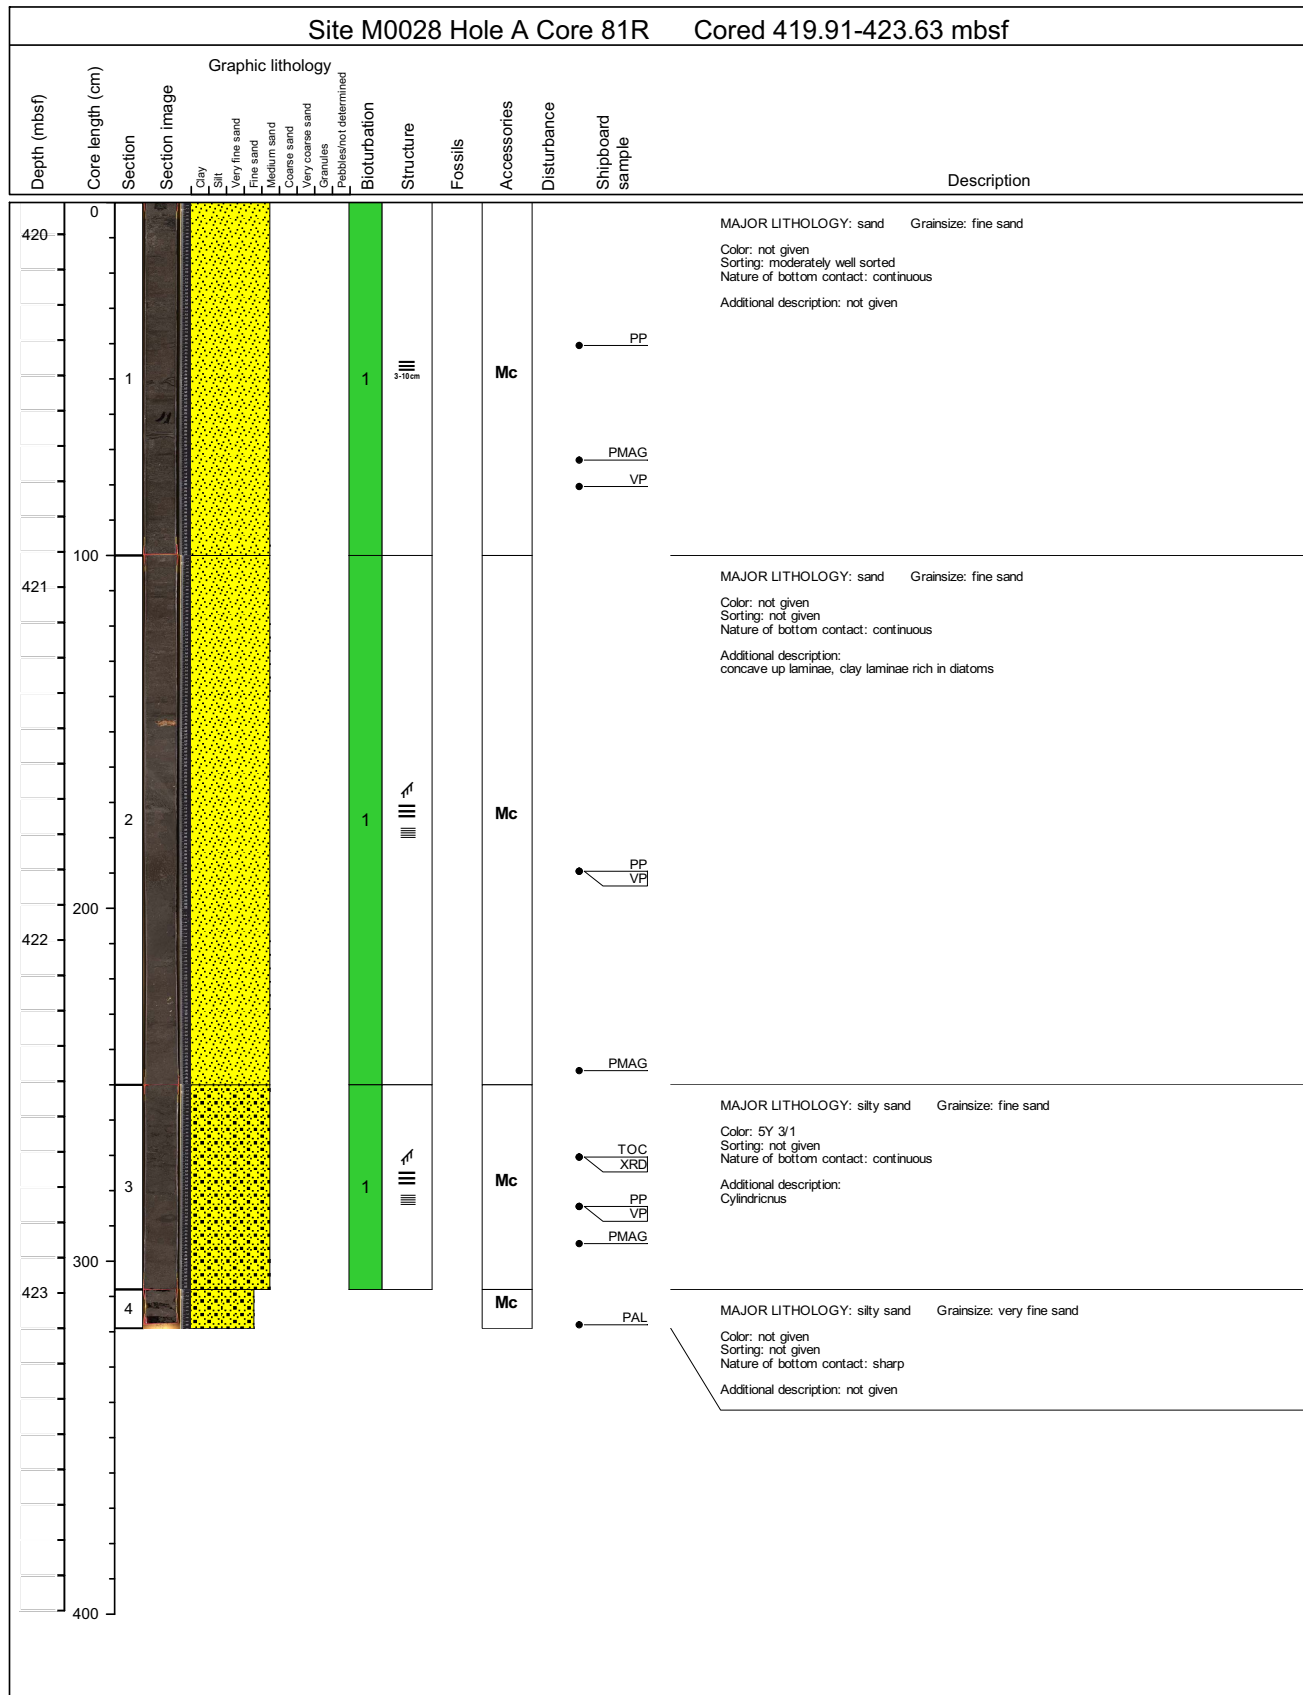 Site M0028 Hole A Core 81R Cored 419.91-423.63 mbsf
Depth (mbsf)
Core length (cm)
Section
Section image
Graphic lithology
Clay
Silt
Very fine sand
Fine sand
Medium sand
Coarse sand
Very coarse sand
Granules
Pebbles/not determined
Bioturbation
Structure
Fossils
Accessories
Disturbance
Shipboard sample
Description
0
420
MAJOR LITHOLOGY: sand Grainsize: fine sand
Color: not given
Sorting: moderately well sorted
Nature of bottom contact: continuous
Additional description: not given
PP
1 1 3-10cm Mc
PMAG
VP
100
421
MAJOR LITHOLOGY: sand Grainsize: fine sand
Color: not given
Sorting: not given
Nature of bottom contact: continuous
Additional description:
concave up laminae, clay laminae rich in diatoms
2 1 Mc
PP
VP
200
422
PMAG
MAJOR LITHOLOGY: silty sand Grainsize: fine sand
Color: 5Y 3/1
Sorting: not given
Nature of bottom contact: continuous
Additional description:
Cylindricnus
TOC
XRD
3 1 Mc
PP
VP
PMAG
300
423
4 Mc
PAL
MAJOR LITHOLOGY: silty sand Grainsize: very fine sand
Color: not given
Sorting: not given
Nature of bottom contact: sharp
Additional description: not given
400